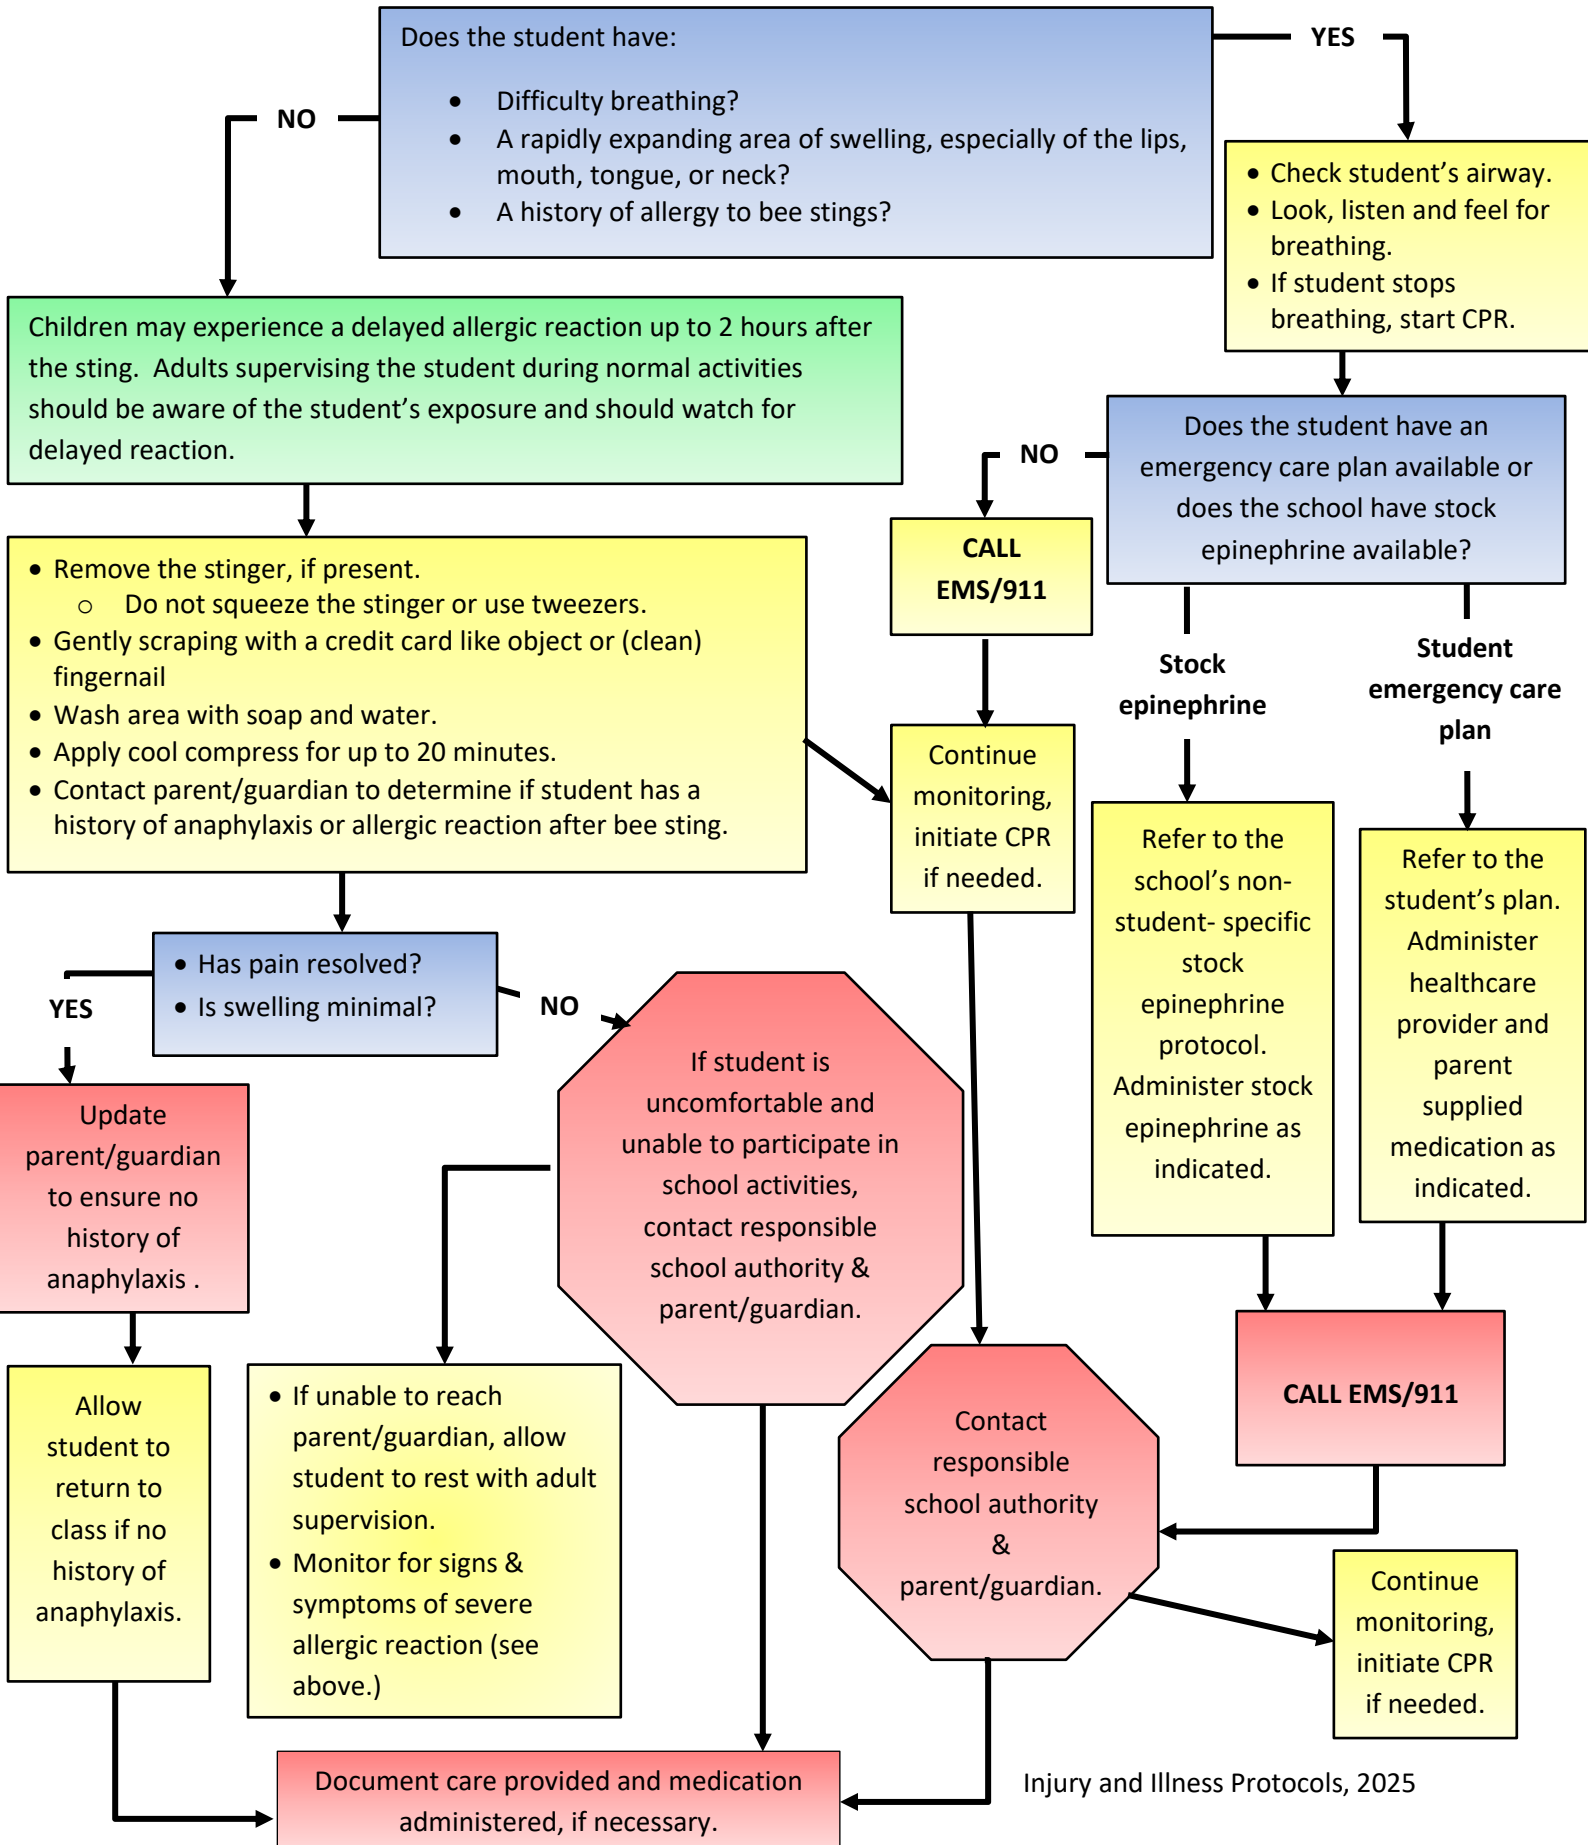 Does the student have:
• Difficulty breathing?
• A rapidly expanding area of swelling, especially of the lips,
mouth, tongue, or neck?
• A history of allergy to bee stings?
YES
NO
• Check student’s airway.
• Look, listen and feel for
breathing.
• If student stops
breathing, start CPR.
Children may experience a delayed allergic reaction up to 2 hours after
the sting.  Adults supervising the student during normal activities
should be aware of the student’s exposure and should watch for
delayed reaction.
Does the student have an
emergency care plan available or
does the school have stock
epinephrine available?
NO
CALL
EMS/911
• Remove the stinger, if present.
o Do not squeeze the stinger or use tweezers.
• Gently scraping with a credit card like object or (clean)
fingernail
• Wash area with soap and water.
• Apply cool compress for up to 20 minutes.
• Contact parent/guardian to determine if student has a
history of anaphylaxis or allergic reaction after bee sting.
Stock
epinephrine
Student
emergency care
plan
Continue
monitoring,
initiate CPR
if needed.
Refer to the
school’s non-
student- specific
stock
epinephrine
protocol.
Administer stock
epinephrine as
indicated.
Refer to the
student’s plan.
Administer
healthcare
provider and
parent
supplied
medication as
indicated.
• Has pain resolved?
• Is swelling minimal?
YES
NO
If student is
uncomfortable and
unable to participate in
school activities,
contact responsible
school authority &
parent/guardian.
Update
parent/guardian
to ensure no
history of
anaphylaxis .
CALL EMS/911
Allow
student to
return to
class if no
history of
anaphylaxis.
• If unable to reach
parent/guardian, allow
student to rest with adult
supervision.
• Monitor for signs &
symptoms of severe
allergic reaction (see
above.)
Contact
responsible
school authority
&
parent/guardian.
Continue
monitoring,
initiate CPR
if needed.
Document care provided and medication
administered, if necessary.
Injury and Illness Protocols, 2025